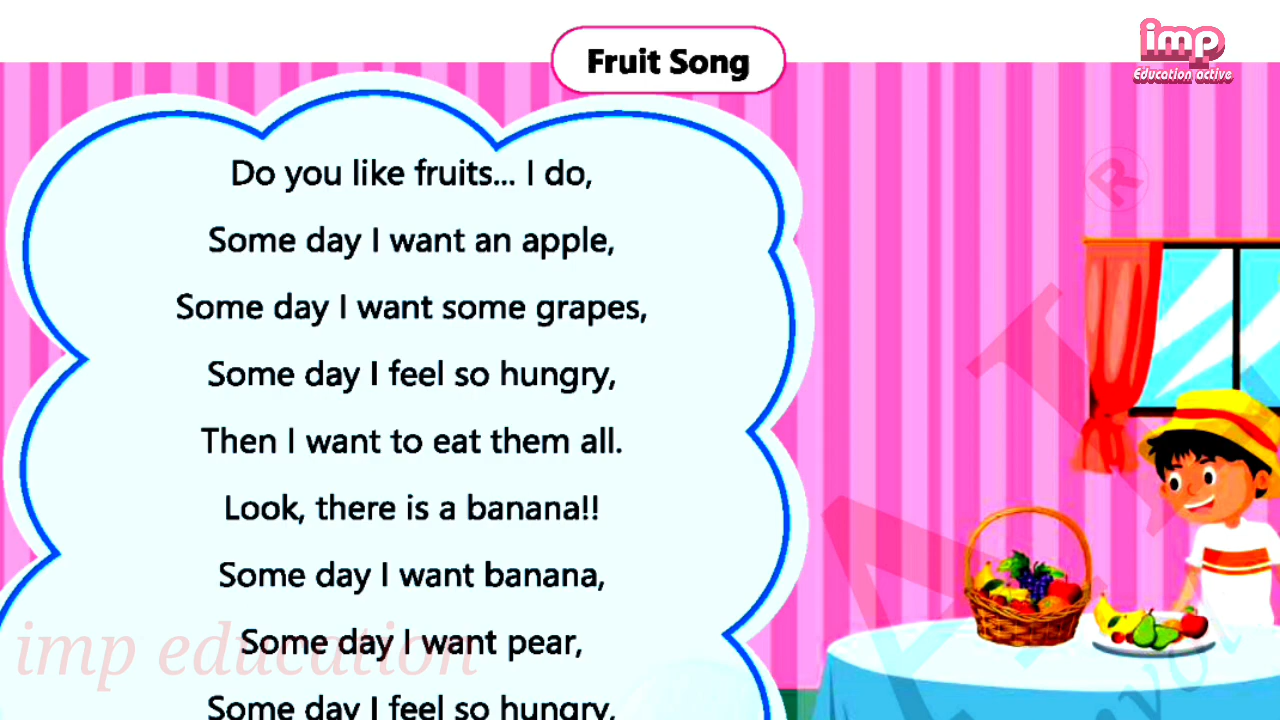 Fruit Song
imp
Education active
Do you like fruits... I do,
Some day I want an apple,
Some day I want some grapes,
Some day I feel so hungry,
Then I want to eat them all.
Look, there is a banana!!
Some day I want banana,
Some day I want pear,
imp education
Some day I feel so hungry,
®